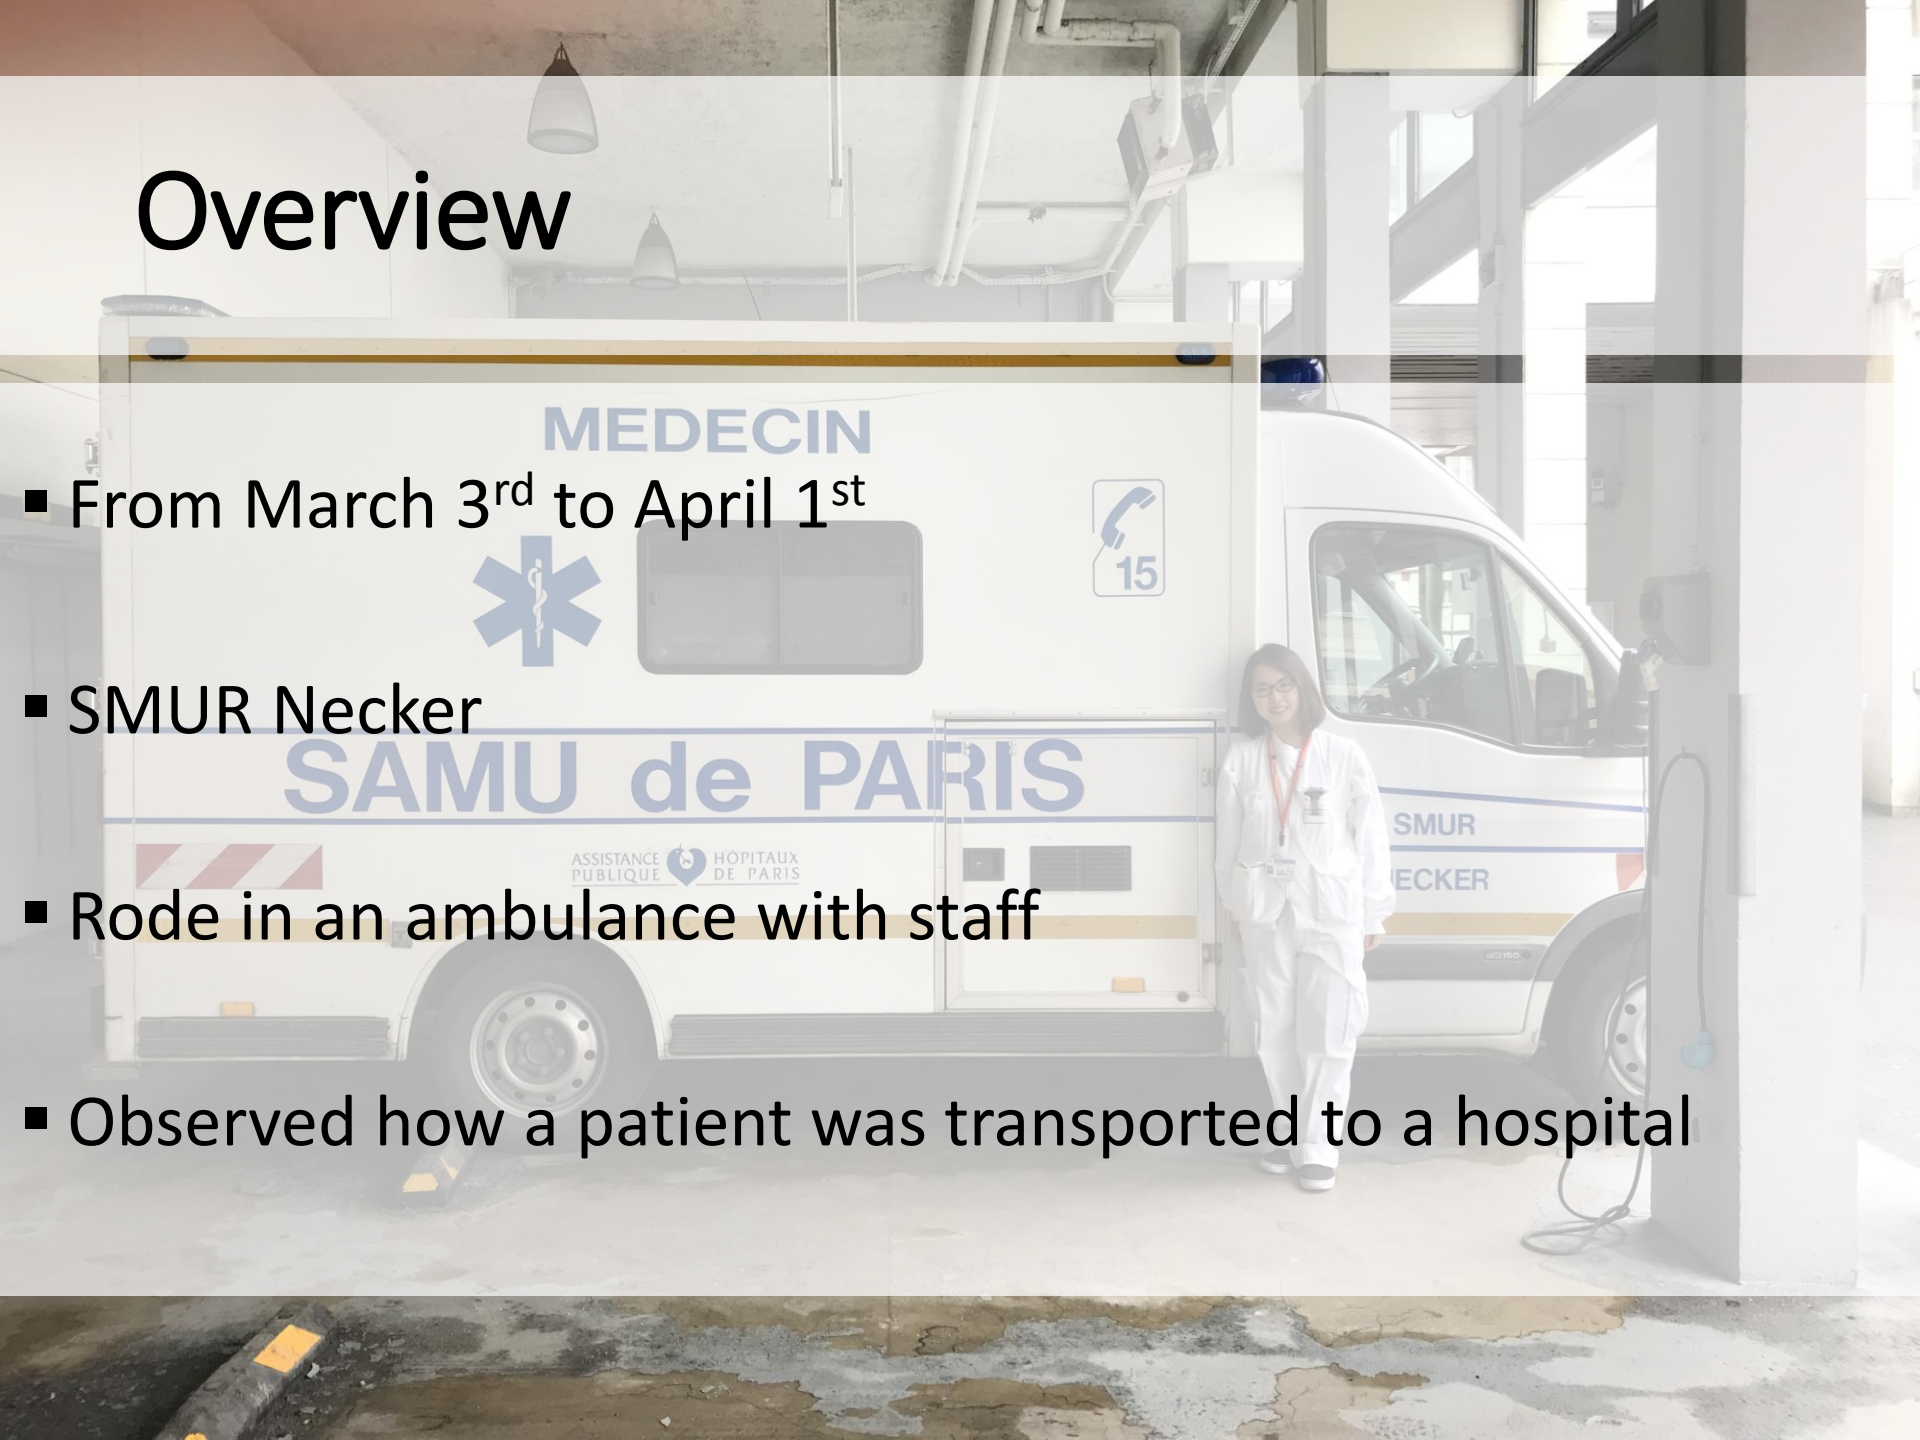 Overview
MEDECIN
▪ From March 3rd to April 1st
15
▪ SMUR Necker
SAMU de PARIS
SMUR
ASSISTANCE HÔPITAUX
PUBLIQUE DE PARIS
ECKER
▪ Rode in an ambulance with staff
▪ Observed how a patient was transported to a hospital